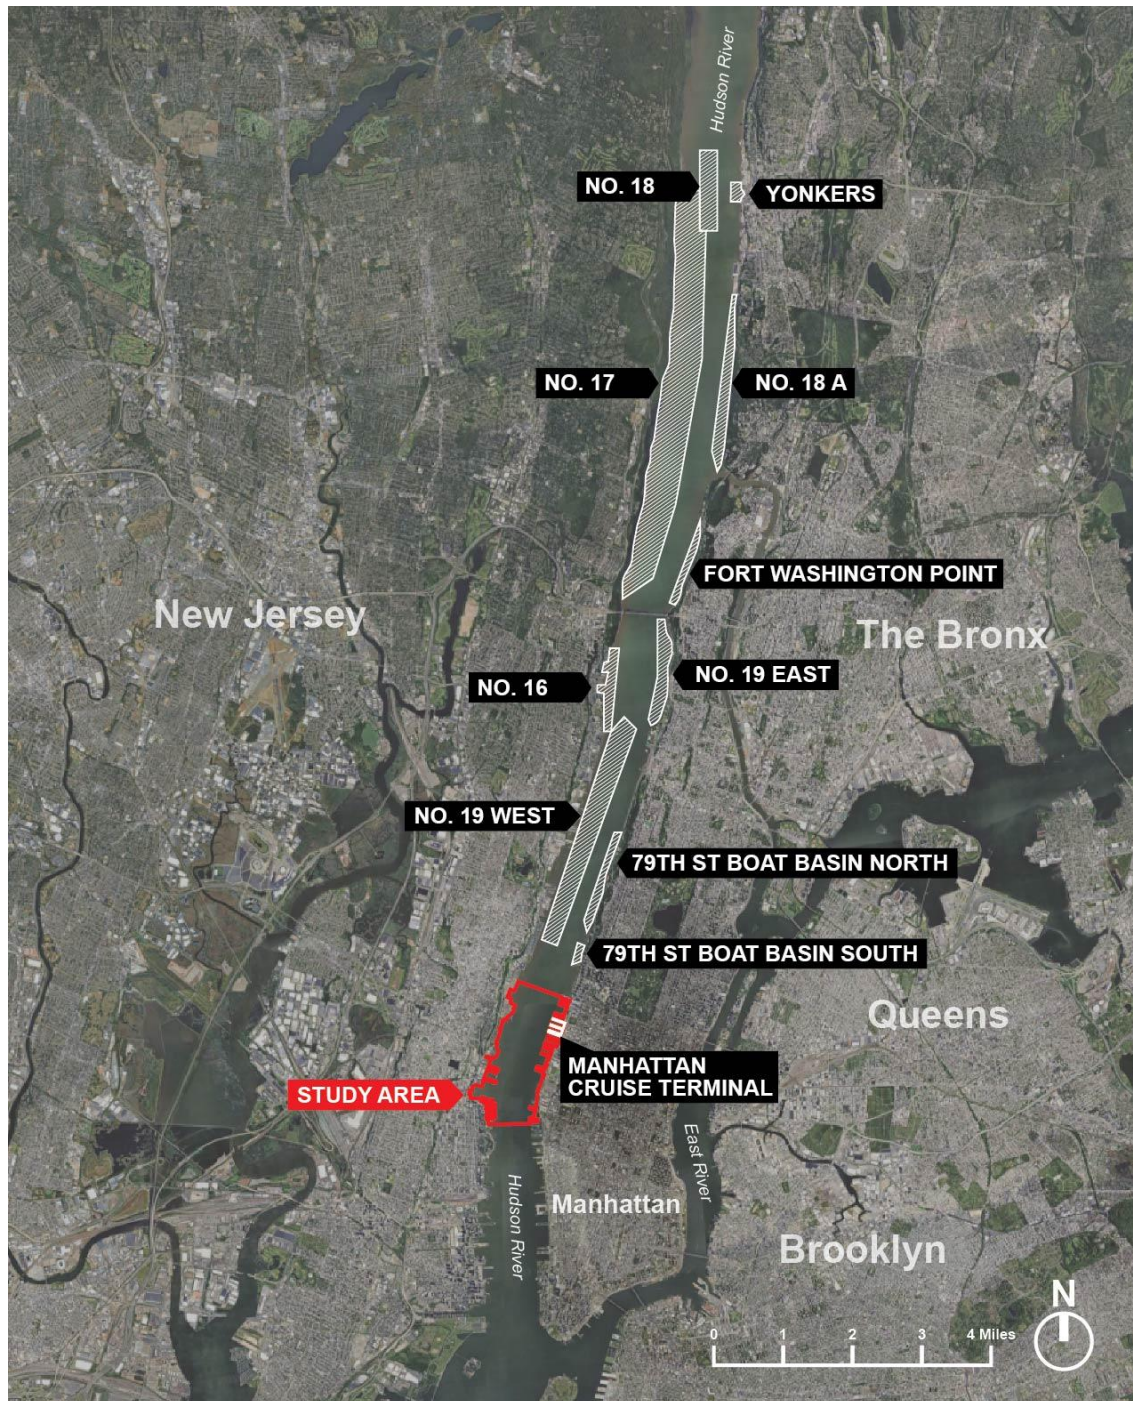 Hudson River
NO. 18
YONKERS
NO. 17
NO. 18 A
FORT WASHINGTON POINT
New Jersey
The Bronx
NO. 16
NO. 19 EAST
NO. 19 WEST
79TH ST BOAT BASIN NORTH
79TH ST BOAT BASIN SOUTH
Queens
MANHATTAN
CRUISE TERMINAL
STUDY AREA
East River
Hudson River
Manhattan
Brooklyn
N
0 1 2 3 4 Miles